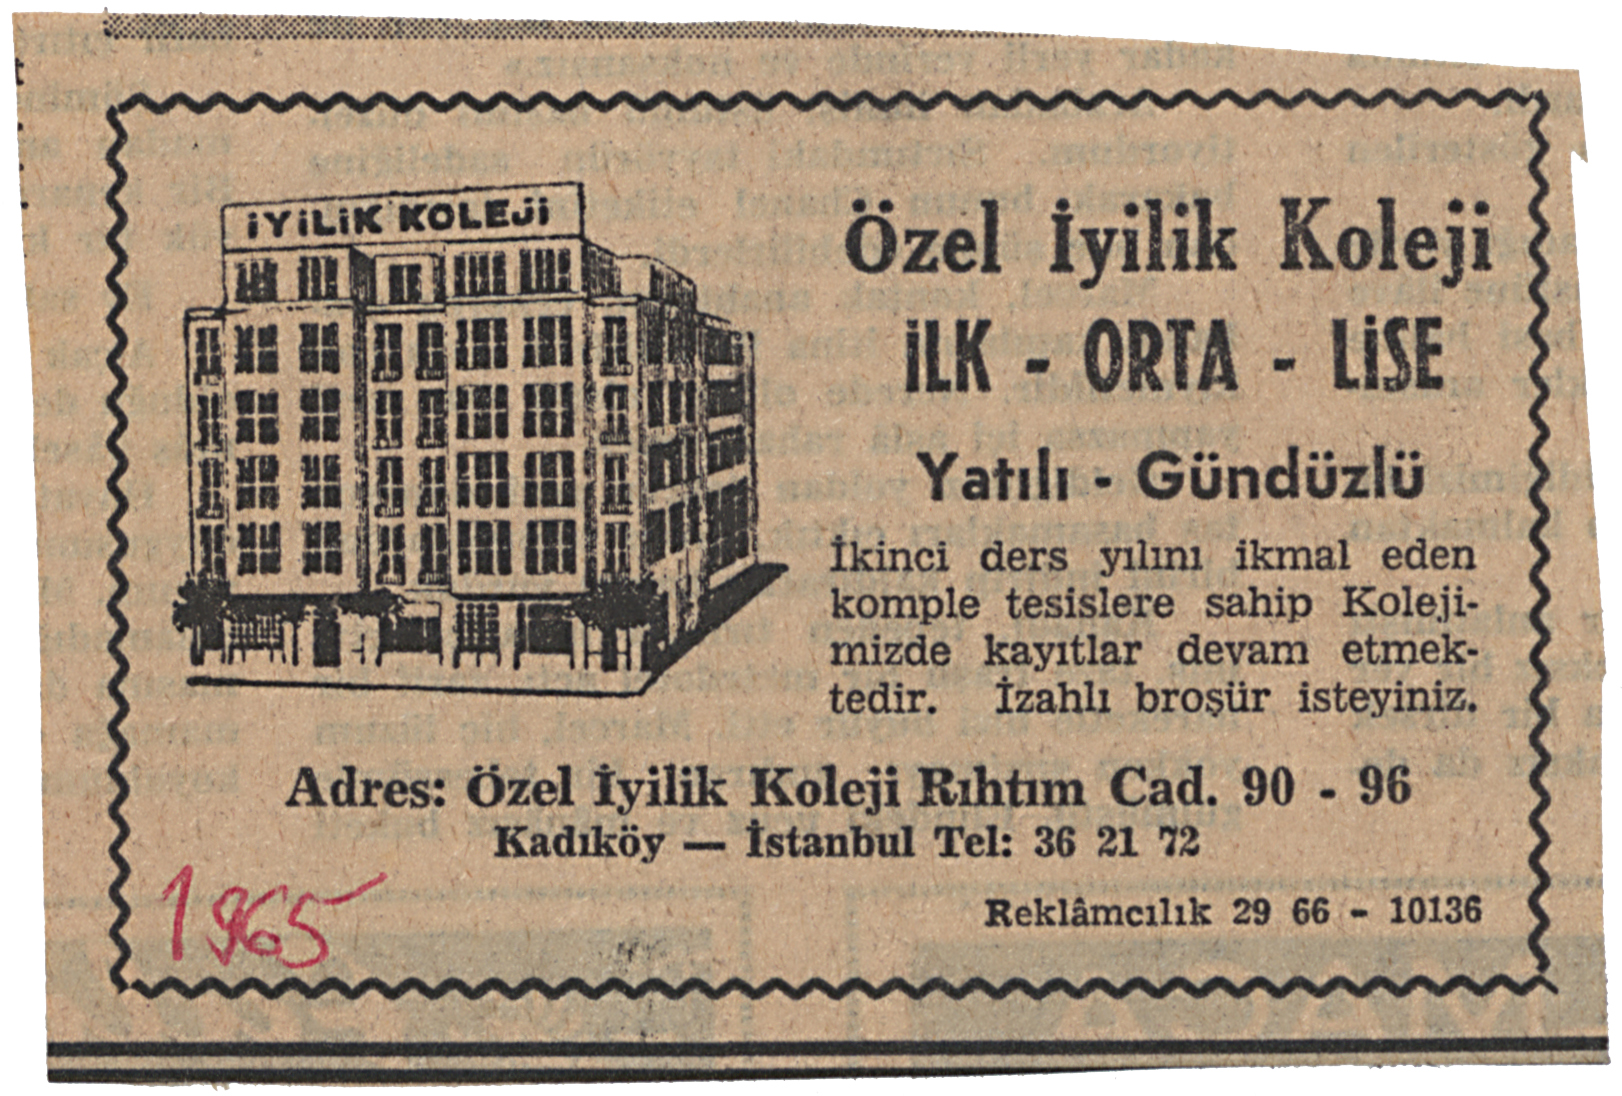 İYİLİK KOLEJİ
Özel İyilik Koleji
İLK - ORTA - LİSE
Yatılı - Gündüzlü
İkinci ders yılını ikmal eden
komple tesislere sahip Koleji-
mizde kayıtlar devam etmek-
tedir. İzahlı broşür isteyiniz.
Adres: Özel İyilik Koleji Rıhtım Cad. 90 - 96
Kadıköy — İstanbul Tel: 36 21 72
1965
Reklâmcılık 29 66 - 10136